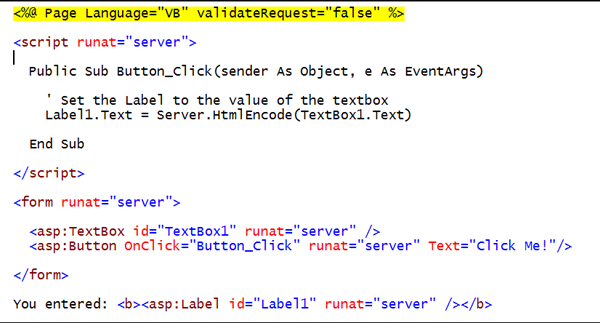 <%@ Page Language="VB" validateRequest="false" %>
<script runat="server">
Public Sub Button_Click(sender As Object, e As EventArgs)
' Set the Label to the value of the textbox
Label1.Text = Server.HtmlEncode(TextBox1.Text)
End Sub
</script>
<form runat="server">
<asp:TextBox id="TextBox1" runat="server" />
<asp:Button OnClick="Button_Click" runat="server" Text="Click Me!"/>
</form>
You entered: <b><asp:Label id="Label1" runat="server" /></b>